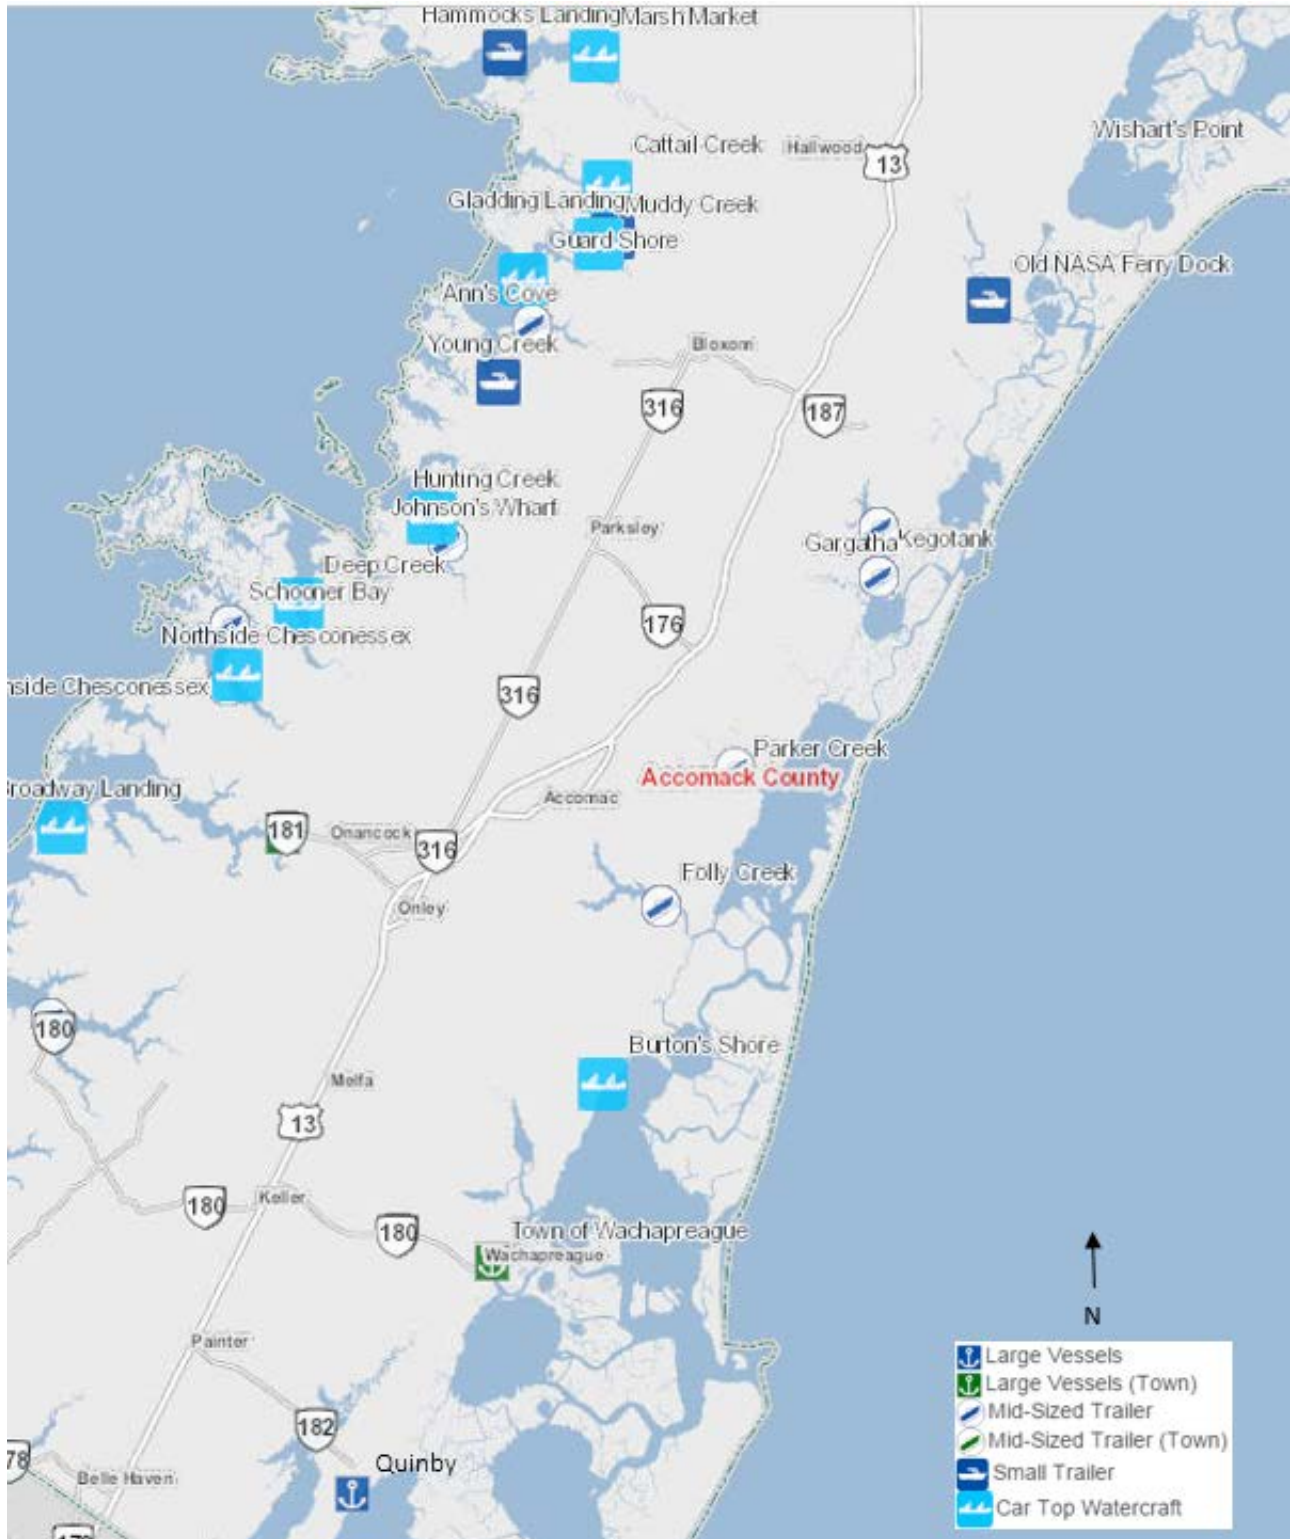 Hammocks Landing
Marsh Market
Wishart's Point
Cattail Creek
Hallwood
13
Gladding Landing
Muddy Creek
Guard Shore
Old NASA Ferry Dock
Ann's Cove
Young Creek
Bloxom
316
187
Hunting Creek
Johnson's Wharf
Parksley
Gargatha
Kegotank
Deep Creek
Schooner Bay
176
Northside Chesconessex
nside Chesconessex
316
Parker Creek
Accomack County
Broadway Landing
Accomac
181
Onancock
316
Folly Creek
Onley
180
Burton's Shore
Melfa
13
180
Keller
180
Town of Wachapreague
Wachapreague
N
Painter
182
Quinby
78
Belle Haven
Large Vessels
Large Vessels (Town)
Mid-Sized Trailer
Mid-Sized Trailer (Town)
Small Trailer
Car Top Watercraft